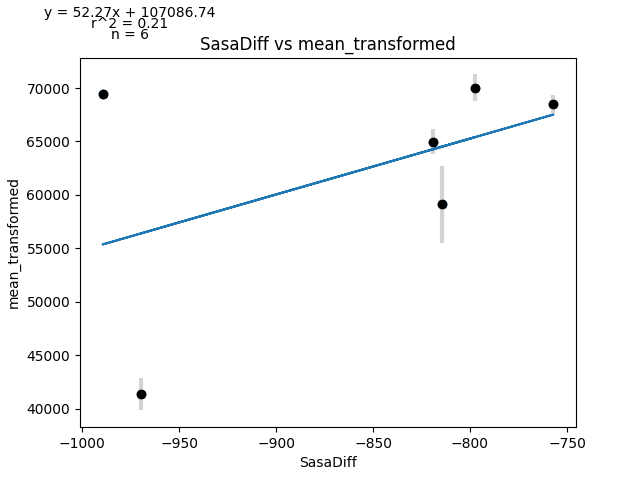 y = 52.27x + 107086.74
r^2 = 0.21
n = 6
SasaDiff vs mean_transformed
70000
65000
60000
55000
50000
45000
40000
mean_transformed
−1000
−950
−900
−850
−800
−750
SasaDiff